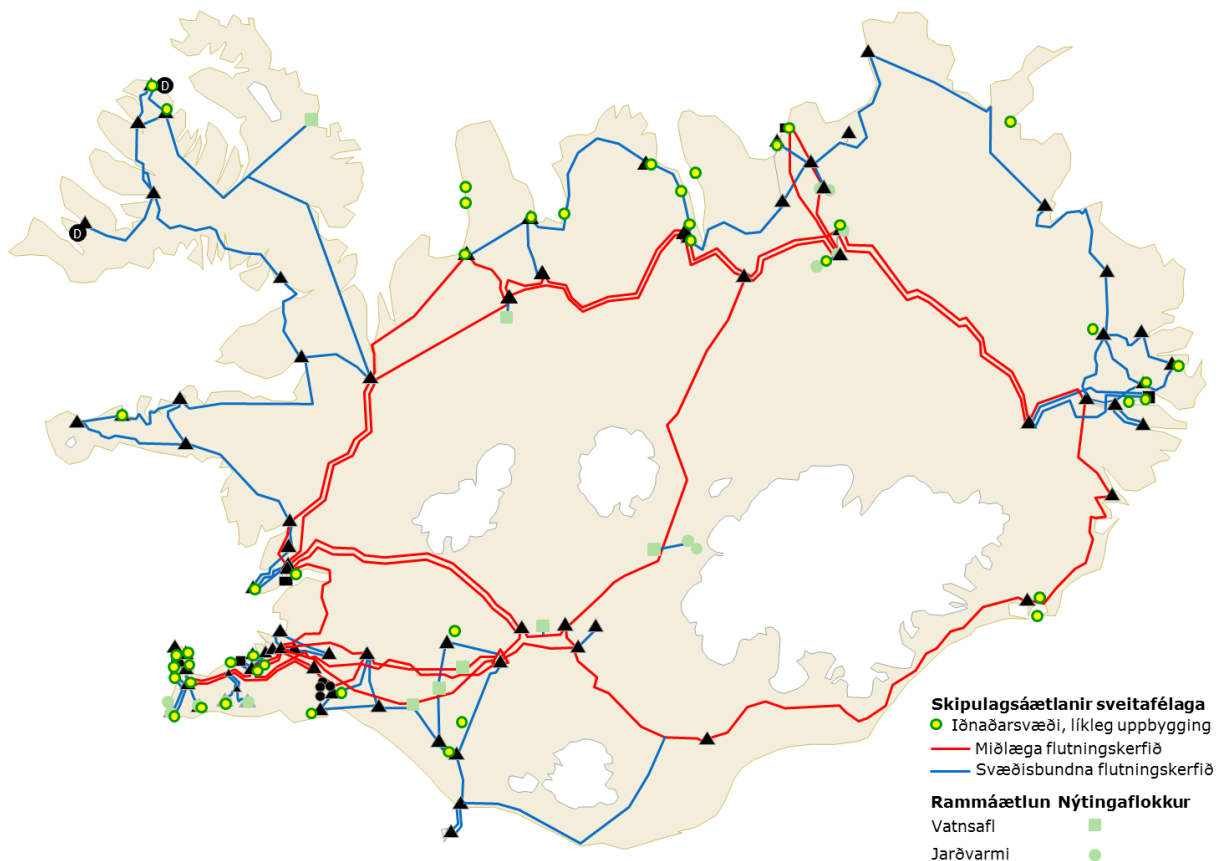 D
D
Skipulagsáætlanir sveitafélaga
Iðnaðarsvæði, líkleg uppbygging
Miðlæga flutningskerfið
Svæðisbundna flutningskerfið
Rammáætlun Nýtingaflokkur
Vatnsafl
Jarðvarmi